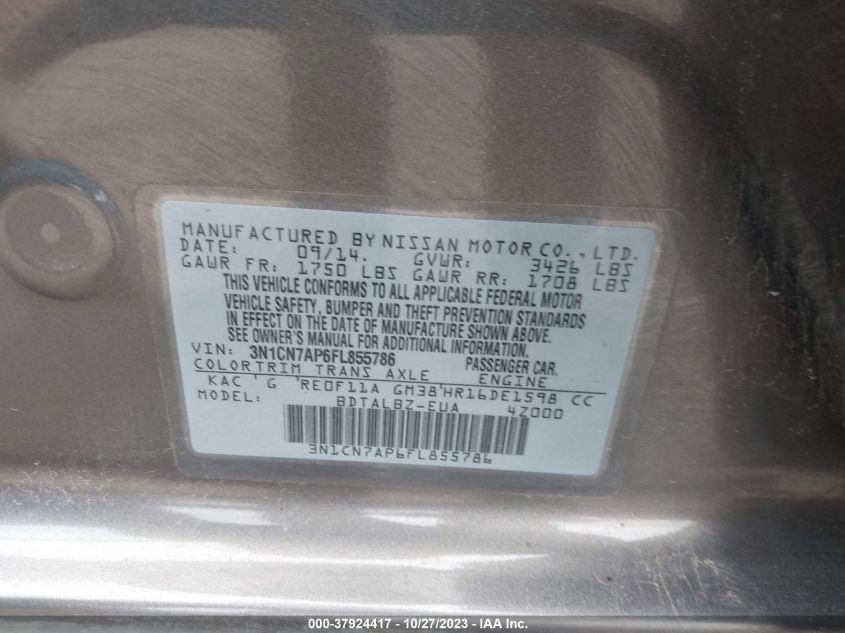 MANUFACTURED BY NISSAN MOTOR CO., LTD.
DATE: 09/14. GVWR: 3426 LBS
GAWR FR: 1750 LBS GAWR RR: 1708 LBS
THIS VEHICLE CONFORMS TO ALL APPLICABLE FEDERAL MOTOR
VEHICLE SAFETY, BUMPER AND THEFT PREVENTION STANDARDS
IN EFFECT ON THE DATE OF MANUFACTURE SHOWN ABOVE.
SEE OWNER'S MANUAL FOR ADDITIONAL INFORMATION.
VIN: 3N1CN7AP6FL855786 PASSENGER CAR.
COLOR TRIM TRANS AXLE ENGINE
KAC ' G 'RE0F11A GM38'HR16DE1598 CC
MODEL: BDTALBZ-EUA 4Z000
3N1CN7AP6FL855786
000-37924417 - 10/27/2023 - IAA Inc.